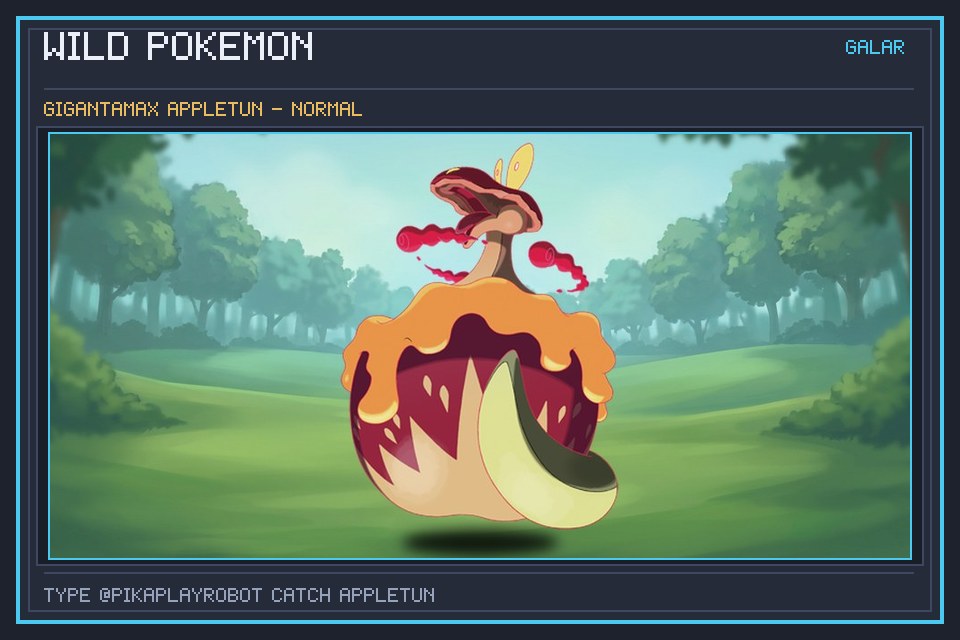 WILD POKEMON
GALAR
GIGANTAMAX APPLETUN - NORMAL
TYPE @PIKAPLAYROBOT CATCH APPLETUN